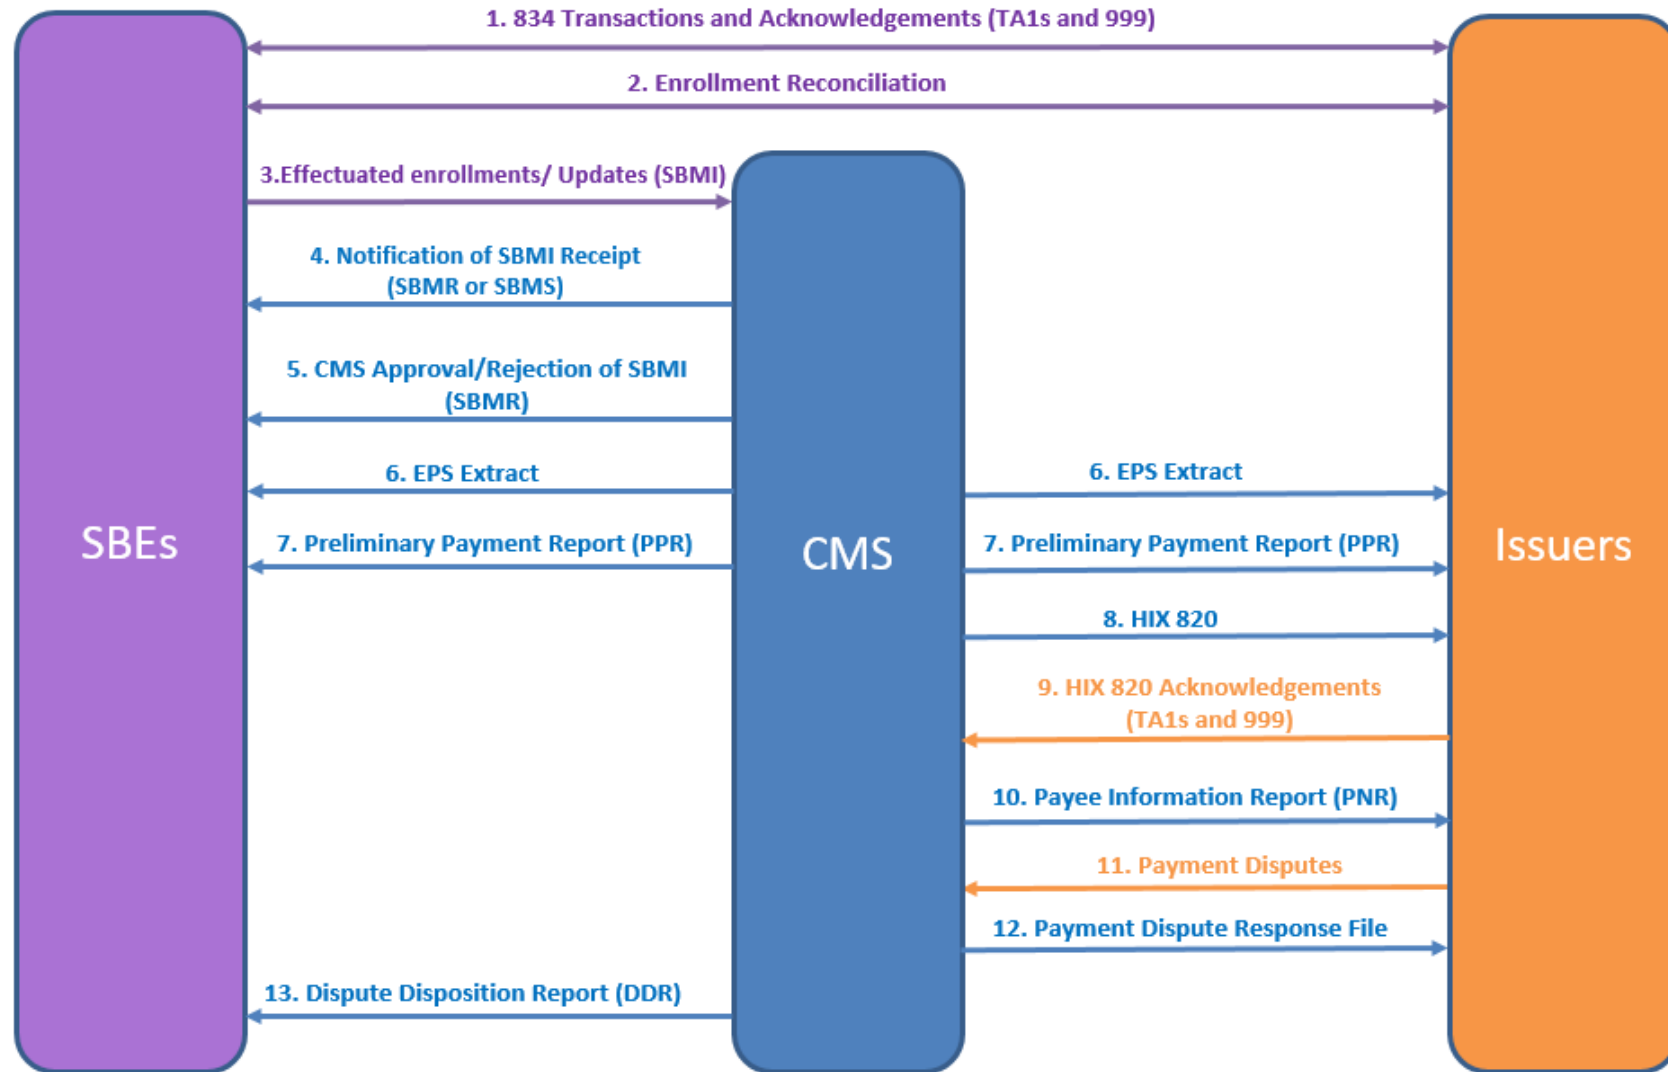 1. 834 Transactions and Acknowledgements (TA1s and 999)
2. Enrollment Reconciliation
3.Effectuated enrollments/ Updates (SBMI)
4. Notification of SBMI Receipt
(SBMR or SBMS)
5. CMS Approval/Rejection of SBMI
(SBMR)
6. EPS Extract
6. EPS Extract
7. Preliminary Payment Report (PPR)
7. Preliminary Payment Report (PPR)
SBEs
CMS
Issuers
8. HIX 820
9. HIX 820 Acknowledgements
(TA1s and 999)
10. Payee Information Report (PNR)
11. Payment Disputes
12. Payment Dispute Response File
13. Dispute Disposition Report (DDR)